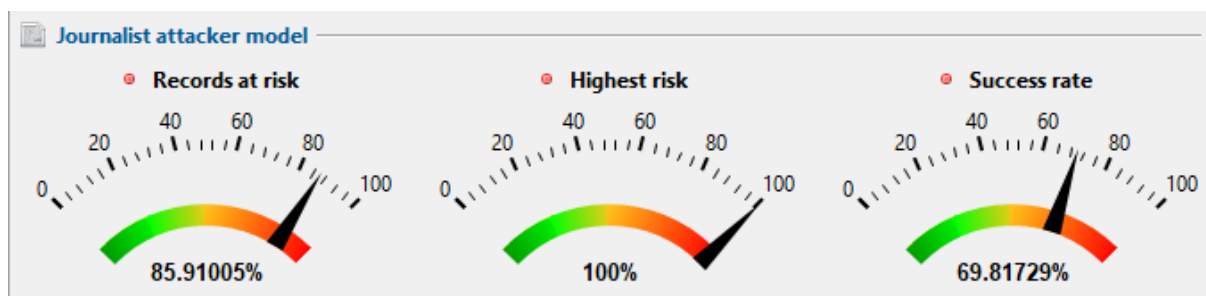 Journalist attacker model
Records at risk
0 20 40 60 80 100
85.91005%
Highest risk
0 20 40 60 80 100
100%
Success rate
0 20 40 60 80 100
69.81729%